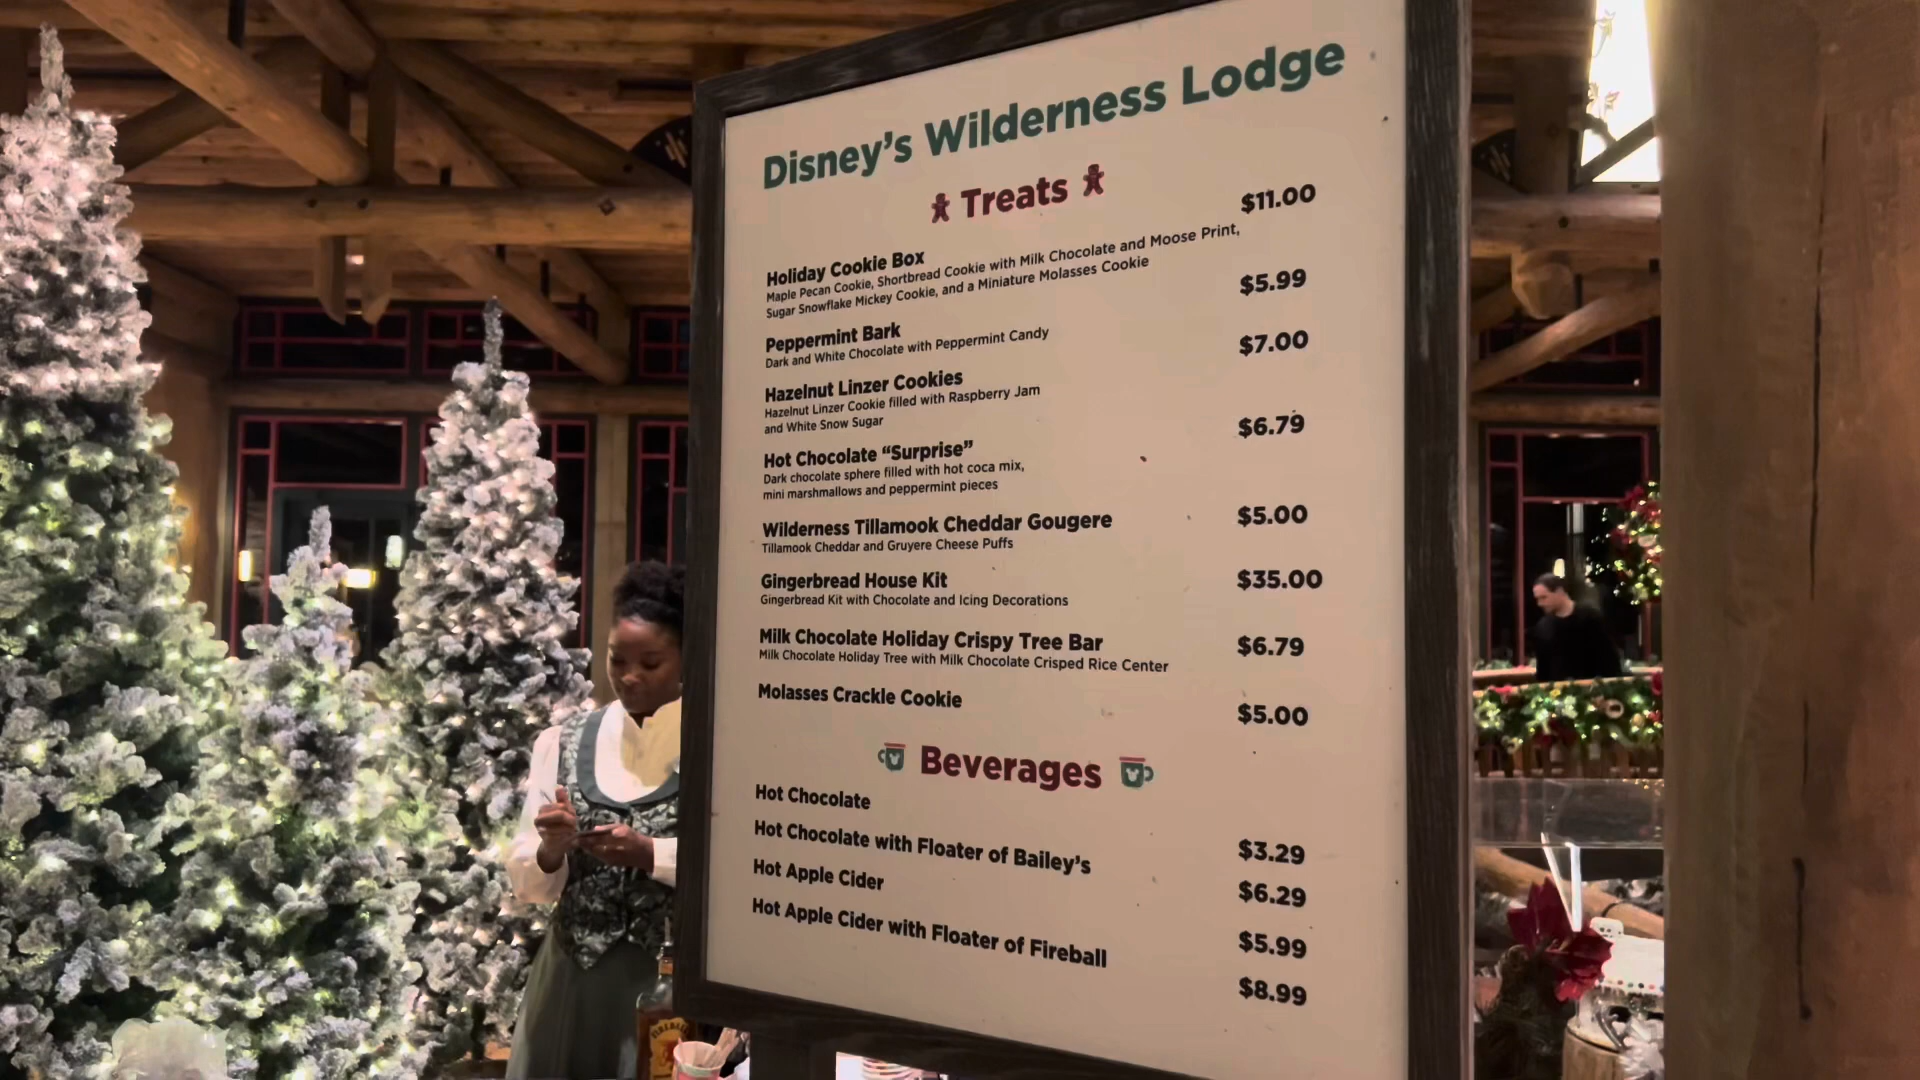 Disney's Wilderness Lodge
Treats
Holiday Cookie Box $11.00
Maple Pecan Cookie, Shortbread Cookie with Milk Chocolate and Moose Print,
Sugar Snowflake Mickey Cookie, and a Miniature Molasses Cookie
Peppermint Bark $5.99
Dark and White Chocolate with Peppermint Candy
Hazelnut Linzer Cookies $7.00
Hazelnut Linzer Cookie filled with Raspberry Jam
and White Snow Sugar
Hot Chocolate “Surprise” $6.79
Dark chocolate sphere filled with hot coca mix,
mini marshmallows and peppermint pieces
Wilderness Tillamook Cheddar Gougere $5.00
Tillamook Cheddar and Gruyere Cheese Puffs
Gingerbread House Kit $35.00
Gingerbread Kit with Chocolate and Icing Decorations
Milk Chocolate Holiday Crispy Tree Bar $6.79
Milk Chocolate Holiday Tree with Milk Chocolate Crisped Rice Center
Molasses Crackle Cookie $5.00
Beverages
Hot Chocolate $3.29
Hot Chocolate with Floater of Bailey's $6.29
Hot Apple Cider $5.99
Hot Apple Cider with Floater of Fireball $8.99